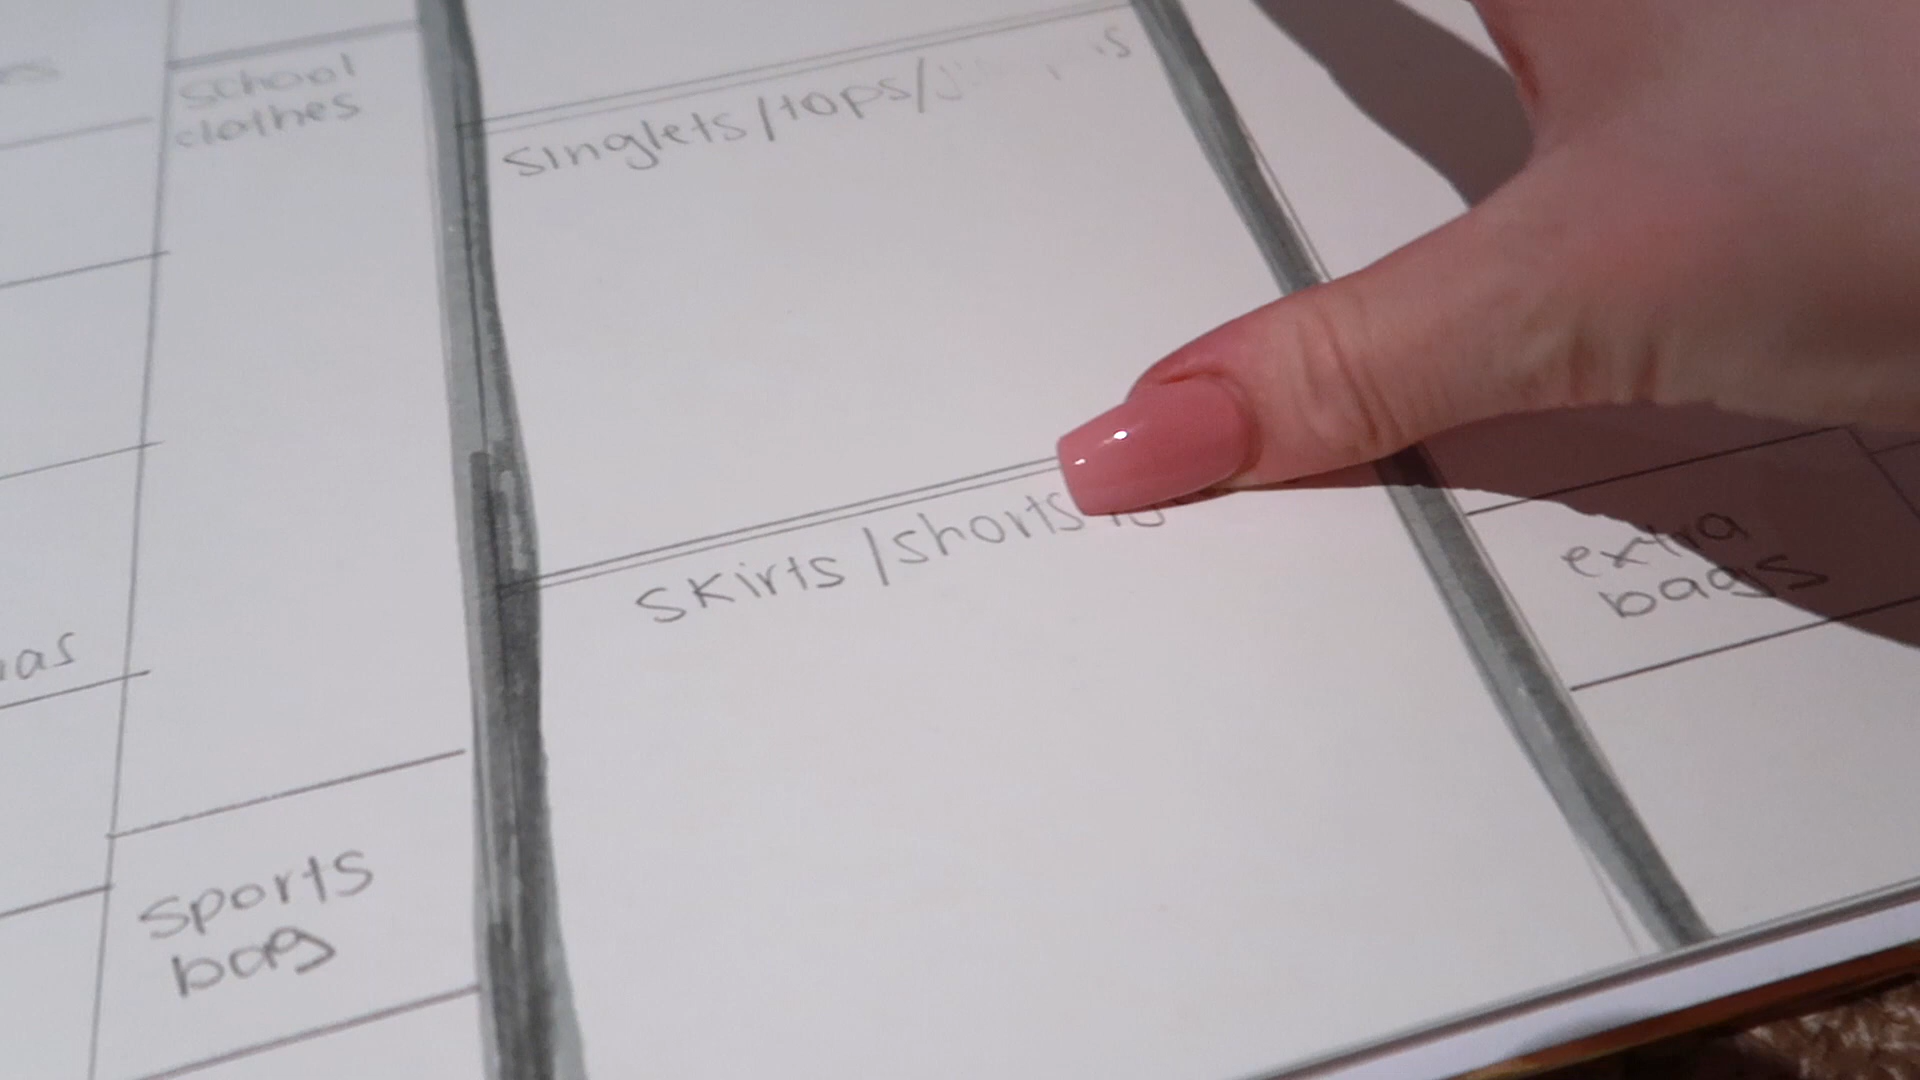 school
clothes
singlets/tops/
skirts/shorts
extra
bags
sports
bag